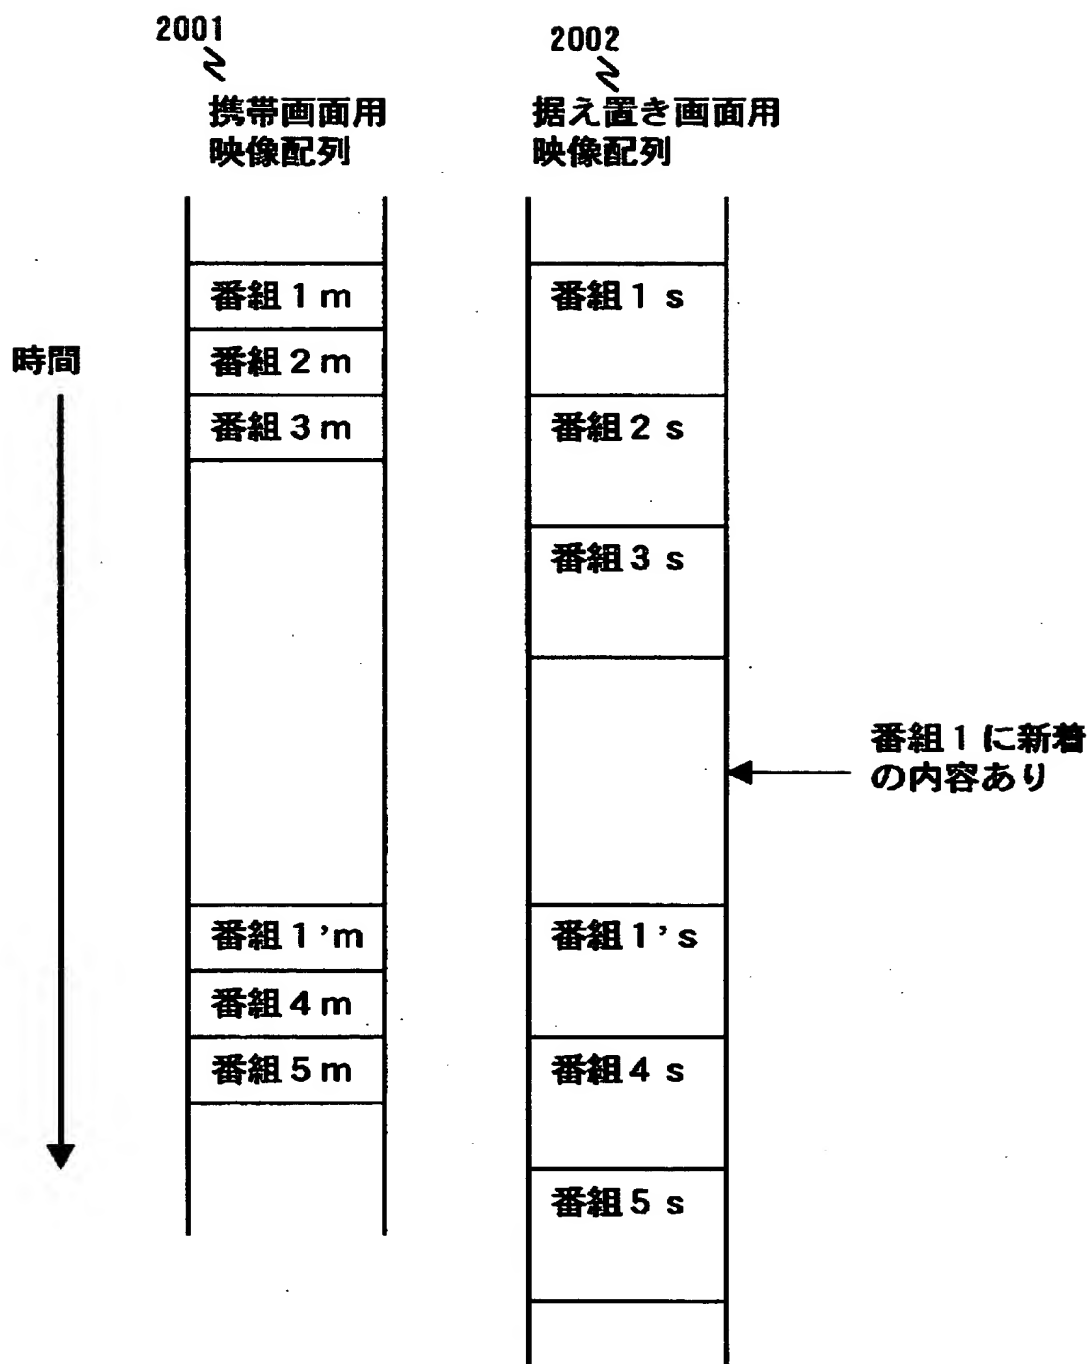 2001
携帯画面用
映像配列
2002
据え置き画面用
映像配列
時間
番組1m
番組2m
番組3m
番組1'm
番組4m
番組5m
番組1s
番組2s
番組3s
番組1's
番組4s
番組5s
番組1に新着
の内容あり